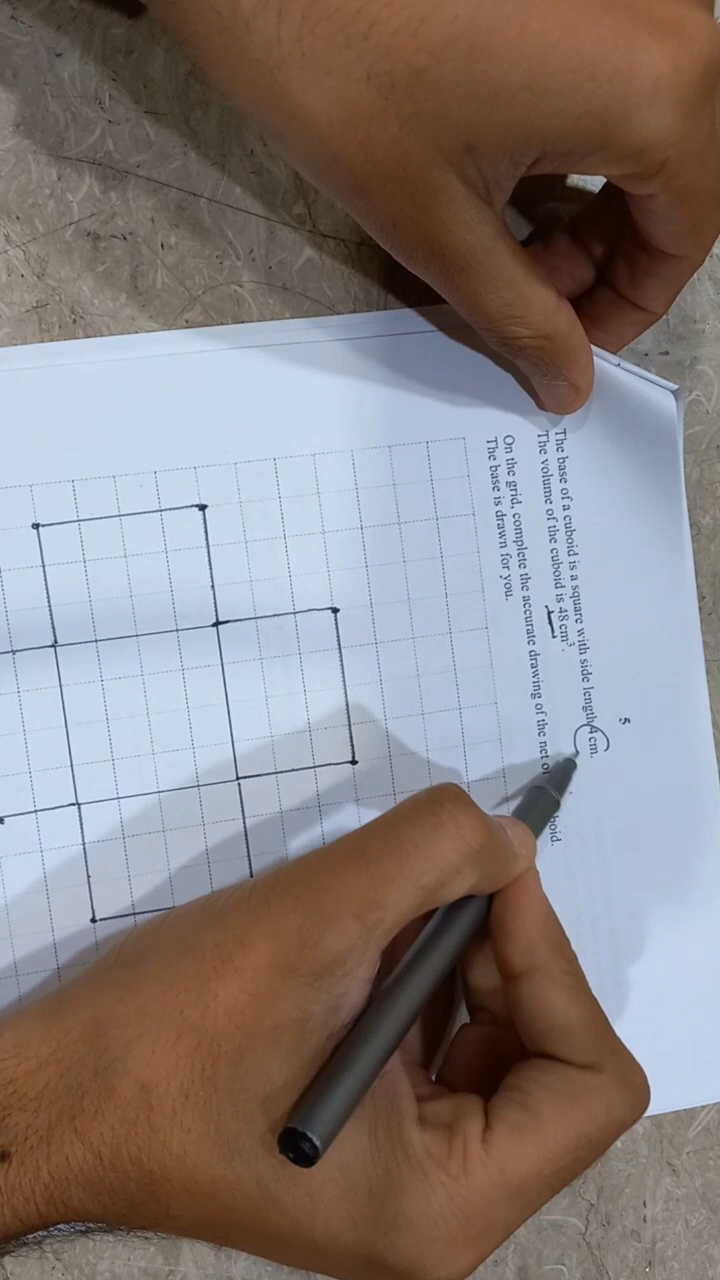 5
The base of a cuboid is a square with side length 4 cm.
The volume of the cuboid is 48 cm³.
On the grid, complete the accurate drawing of the net of
The base is drawn for you.